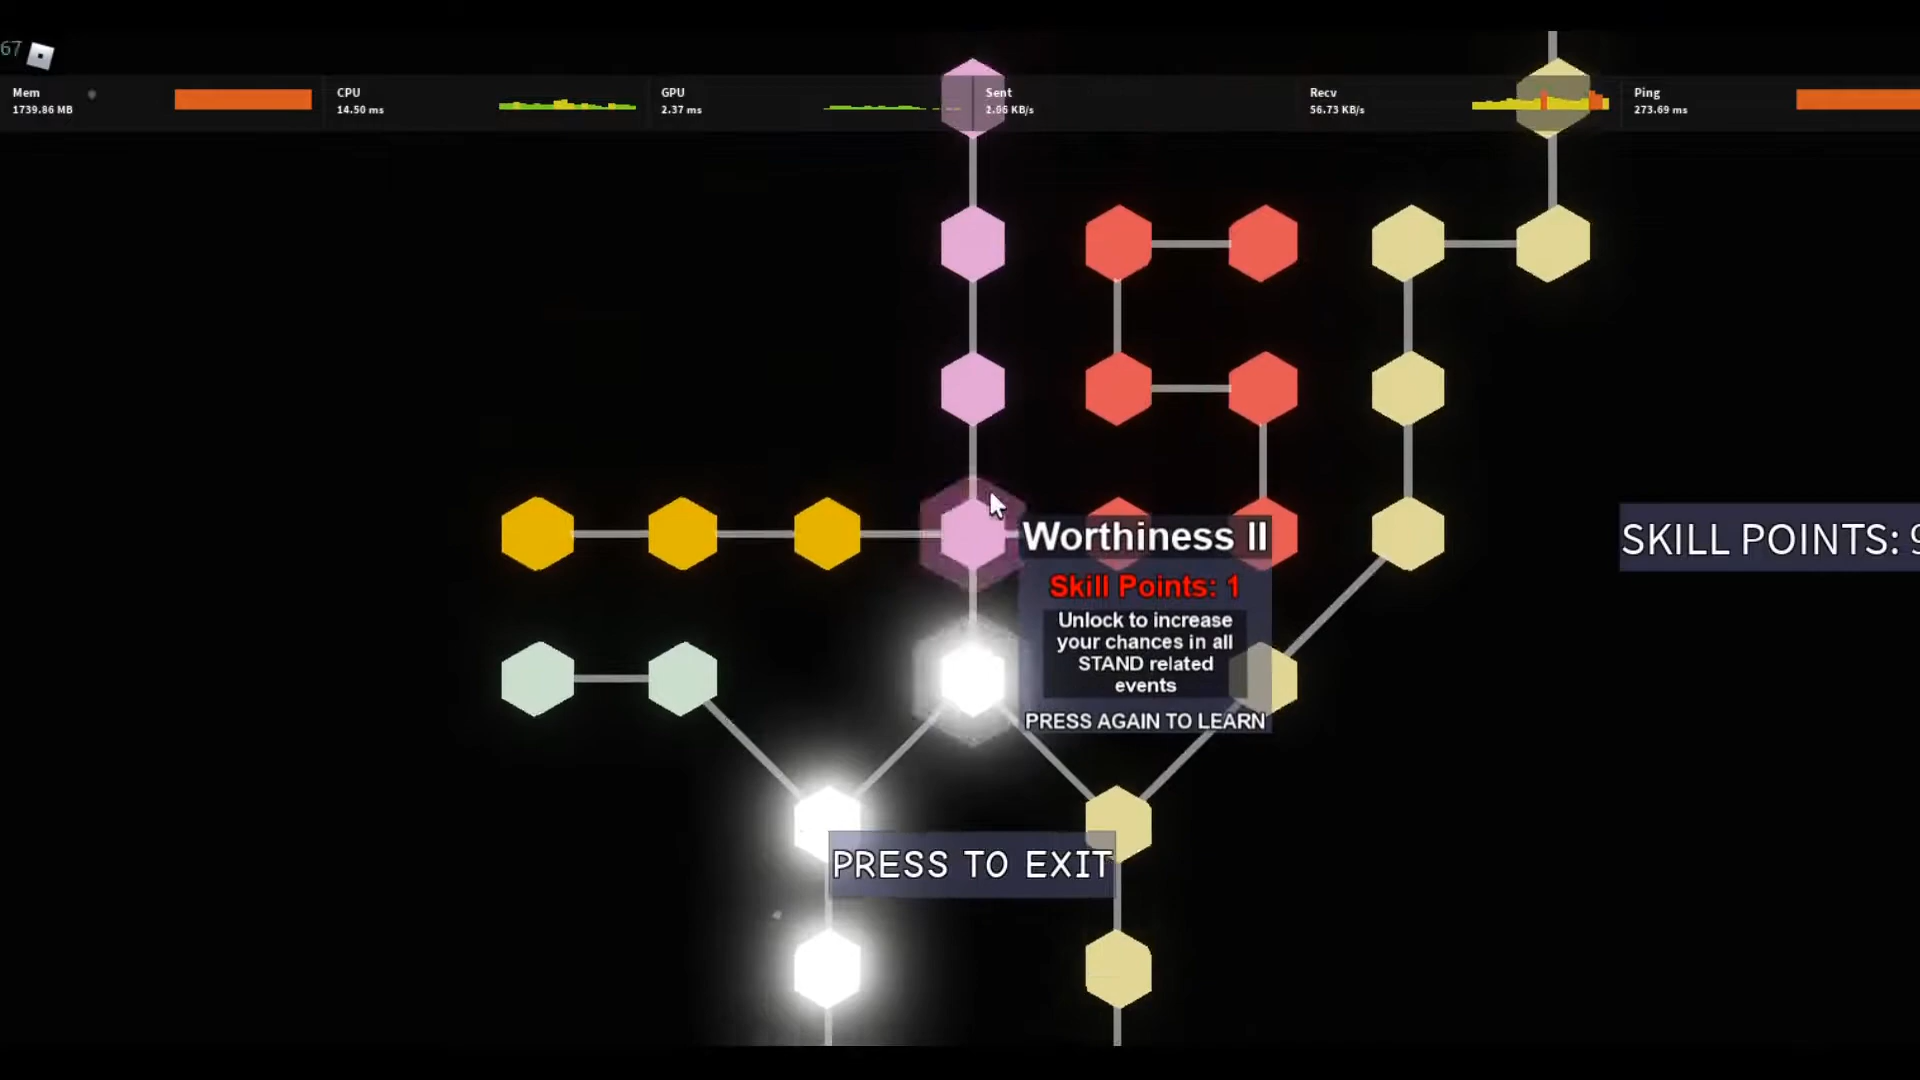 67
Mem
1739.86 MB
CPU
14.50 ms
GPU
2.37 ms
Sent
2.06 KB/s
Recv
56.73 KB/s
Ping
273.69 ms
Worthiness II
Skill Points: 1
Unlock to increase
your chances in all
STAND related
events
PRESS AGAIN TO LEARN
SKILL POINTS: 9
PRESS TO EXIT